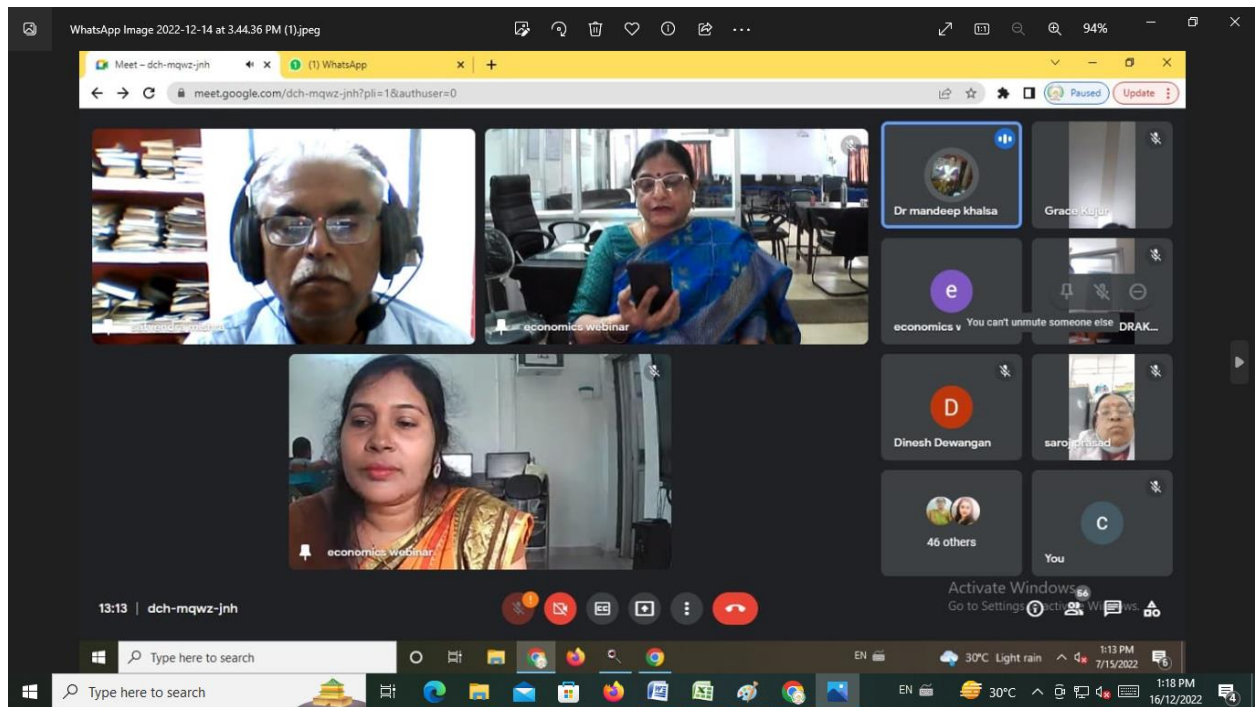 WhatsApp Image 2022-12-14 at 3.44.36 PM (1).jpeg
94%
Meet – dch-mqwz-jnh
(1) WhatsApp
meet.google.com/dch-mqwz-jnh?pli=1&authuser=0
Paused
Update
economics webinar
Dr mandeep khalsa
Grace Kujur
e
economics w
You can't unmute someone else
DRAK...
economics webinar
D
Dinesh Dewangan
saroj prasad
46 others
C
You
Activate Windows
Go to Settings
13:13 | dch-mqwz-jnh
56
Type here to search
EN
30°C Light rain
1:13 PM
7/15/2022
6
Type here to search
EN
30°C
1:18 PM
16/12/2022
4